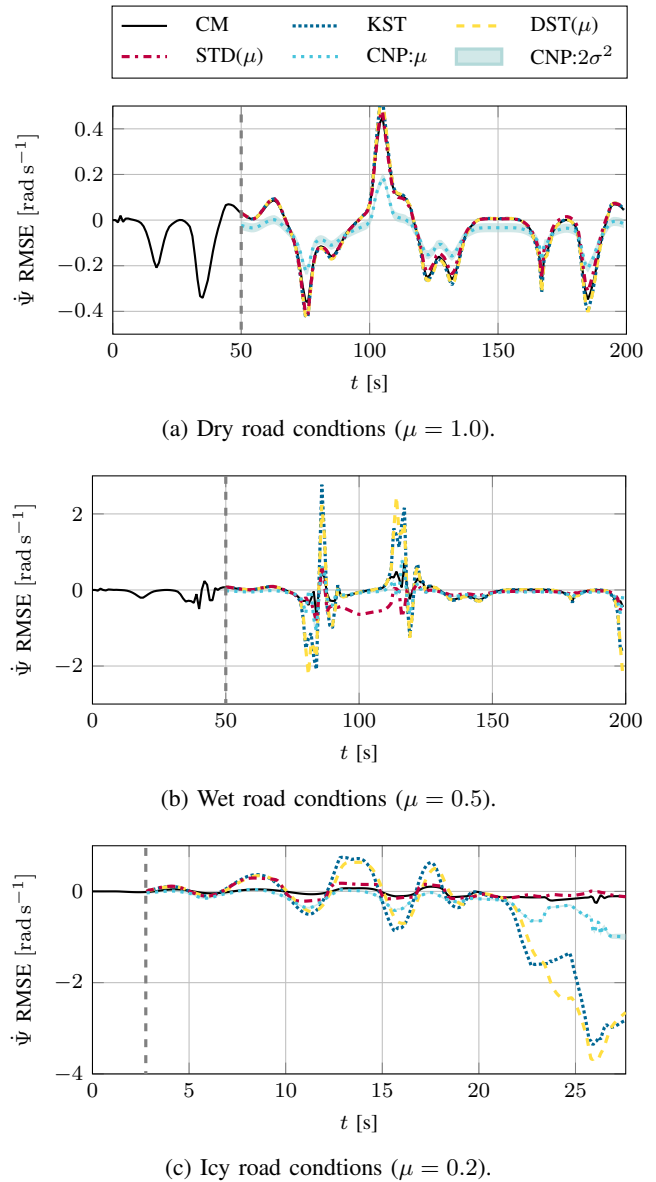 CM KST DST(μ)
STD(μ) CNP:μ CNP:2σ²
0.4
0.2
0
−0.2
−0.4
Ψ̇ RMSE [rad s⁻¹]
0 50 100 150 200
t [s]
(a) Dry road condtions (μ = 1.0).
2
0
−2
Ψ̇ RMSE [rad s⁻¹]
0 50 100 150 200
t [s]
(b) Wet road condtions (μ = 0.5).
0
−2
−4
Ψ̇ RMSE [rad s⁻¹]
0 5 10 15 20 25
t [s]
(c) Icy road condtions (μ = 0.2).